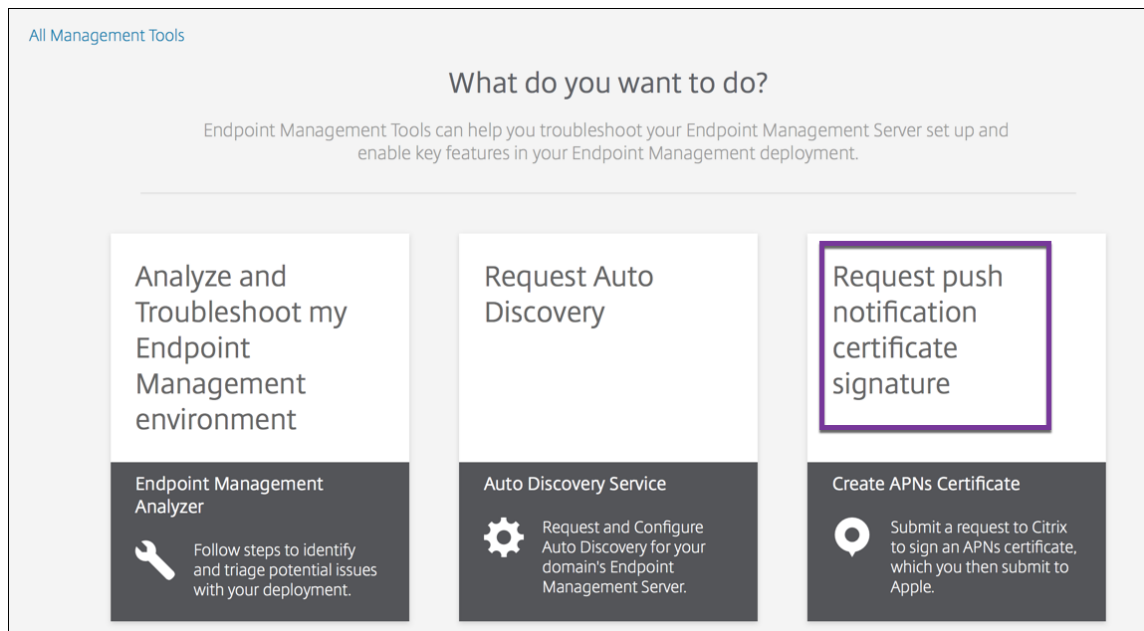 All Management Tools
What do you want to do?
Endpoint Management Tools can help you troubleshoot your Endpoint Management Server set up and
enable key features in your Endpoint Management deployment.
Analyze and
Troubleshoot my
Endpoint
Management
environment
Endpoint Management
Analyzer
Follow steps to identify
and triage potential issues
with your deployment.
Request Auto
Discovery
Auto Discovery Service
Request and Configure
Auto Discovery for your
domain's Endpoint
Management Server.
Request push
notification
certificate
signature
Create APNs Certificate
Submit a request to Citrix
to sign an APNs certificate,
which you then submit to
Apple.